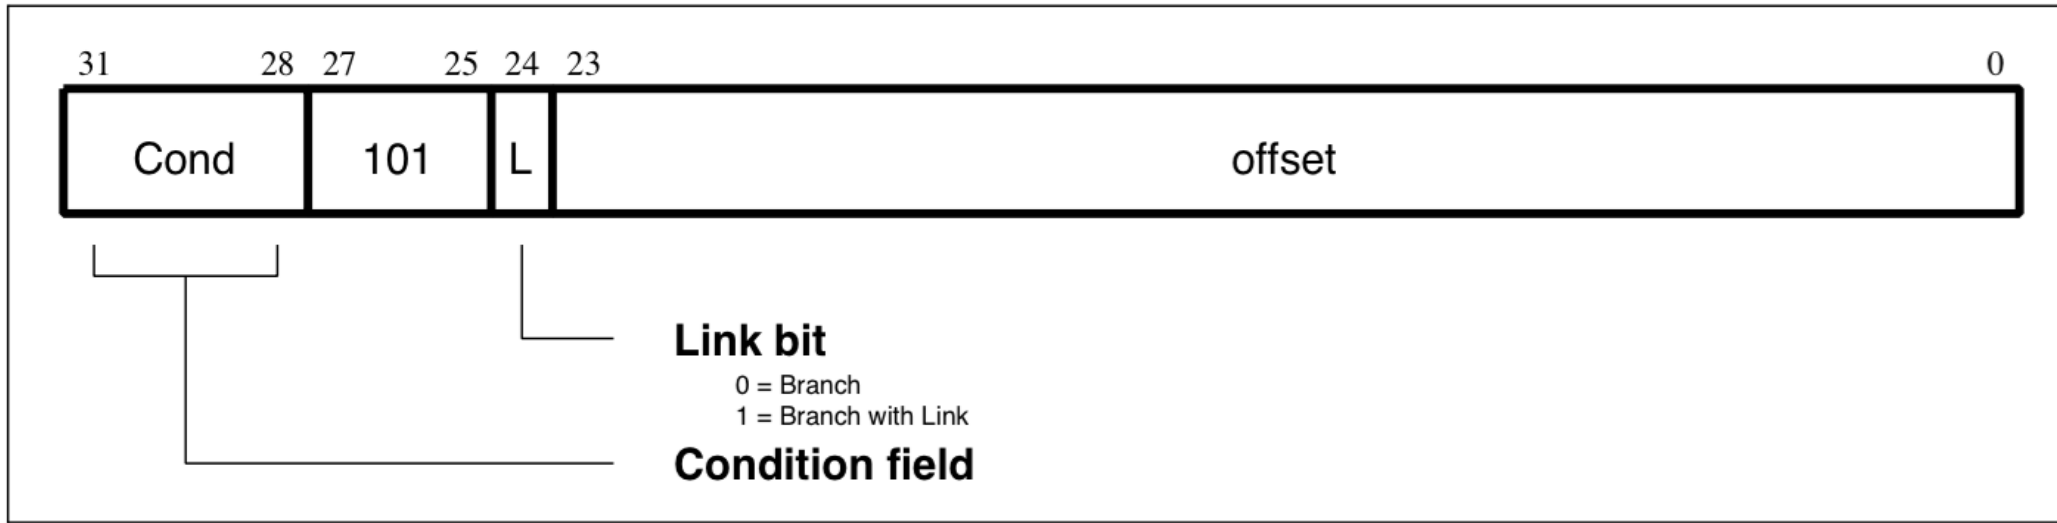 31 28 27 25 24 23 0
Cond 101 L offset
Link bit
0 = Branch
1 = Branch with Link
Condition field